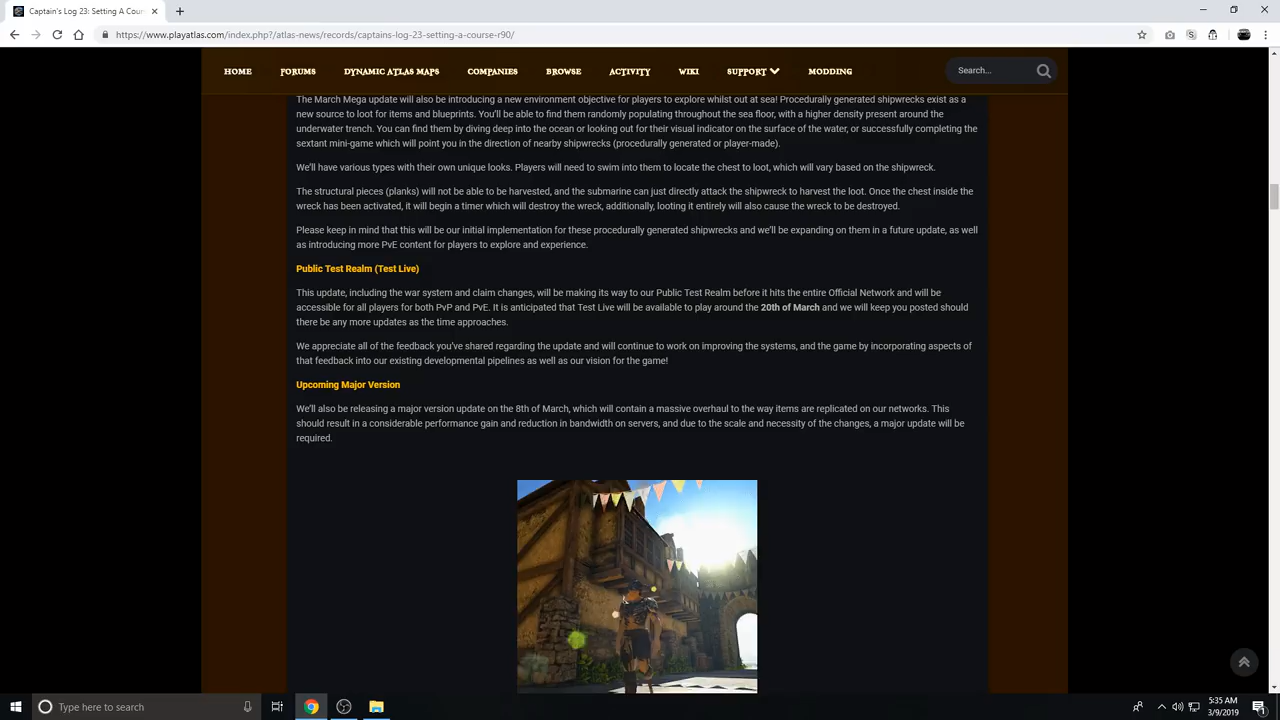 Captain's Log 23: Setting A Cou
https://www.playatlas.com/index.php?/atlas-news/records/captains-log-23-setting-a-course-r90/
HOME FORUMS DYNAMIC ATLAS MAPS COMPANIES BROWSE ACTIVITY WIKI SUPPORT MODDING Search...
The March Mega update will also be introducing a new environment objective for players to explore whilst out at sea! Procedurally generated shipwrecks exist as a
new source to loot for items and blueprints. You'll be able to find them randomly populating throughout the sea floor, with a higher density present around the
underwater trench. You can find them by diving deep into the ocean or looking out for their visual indicator on the surface of the water, or successfully completing the
sextant mini-game which will point you in the direction of nearby shipwrecks (procedurally generated or player-made).
We'll have various types with their own unique looks. Players will need to swim into them to locate the chest to loot, which will vary based on the shipwreck.
The structural pieces (planks) will not be able to be harvested, and the submarine can just directly attack the shipwreck to harvest the loot. Once the chest inside the
wreck has been activated, it will begin a timer which will destroy the wreck, additionally, looting it entirely will also cause the wreck to be destroyed.
Please keep in mind that this will be our initial implementation for these procedurally generated shipwrecks and we'll be expanding on them in a future update, as well
as introducing more PvE content for players to explore and experience.
Public Test Realm (Test Live)
This update, including the war system and claim changes, will be making its way to our Public Test Realm before it hits the entire Official Network and will be
accessible for all players for both PvP and PvE. It is anticipated that Test Live will be available to play around the 20th of March and we will keep you posted should
there be any more updates as the time approaches.
We appreciate all of the feedback you've shared regarding the update and will continue to work on improving the systems, and the game by incorporating aspects of
that feedback into our existing developmental pipelines as well as our vision for the game!
Upcoming Major Version
We'll also be releasing a major version update on the 8th of March, which will contain a massive overhaul to the way items are replicated on our networks. This
should result in a considerable performance gain and reduction in bandwidth on servers, and due to the scale and necessity of the changes, a major update will be
required.
Type here to search
5:35 AM
3/9/2019